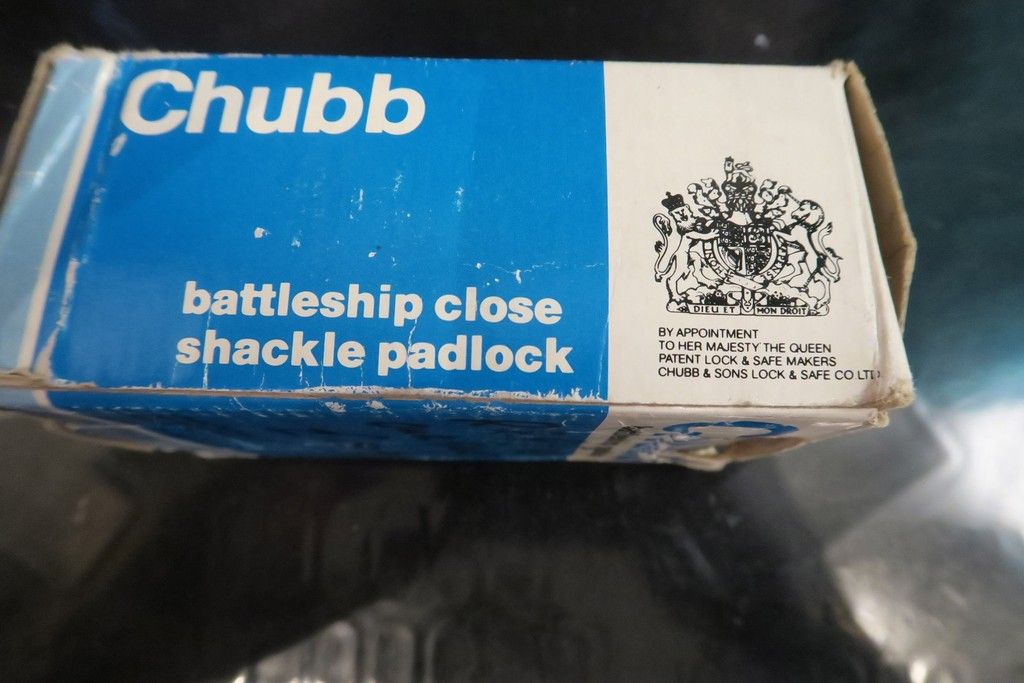 Chubb
battleship close
shackle padlock
DIEU ET MON DROIT
BY APPOINTMENT
TO HER MAJESTY THE QUEEN
PATENT LOCK & SAFE MAKERS
CHUBB & SONS LOCK & SAFE CO LTD